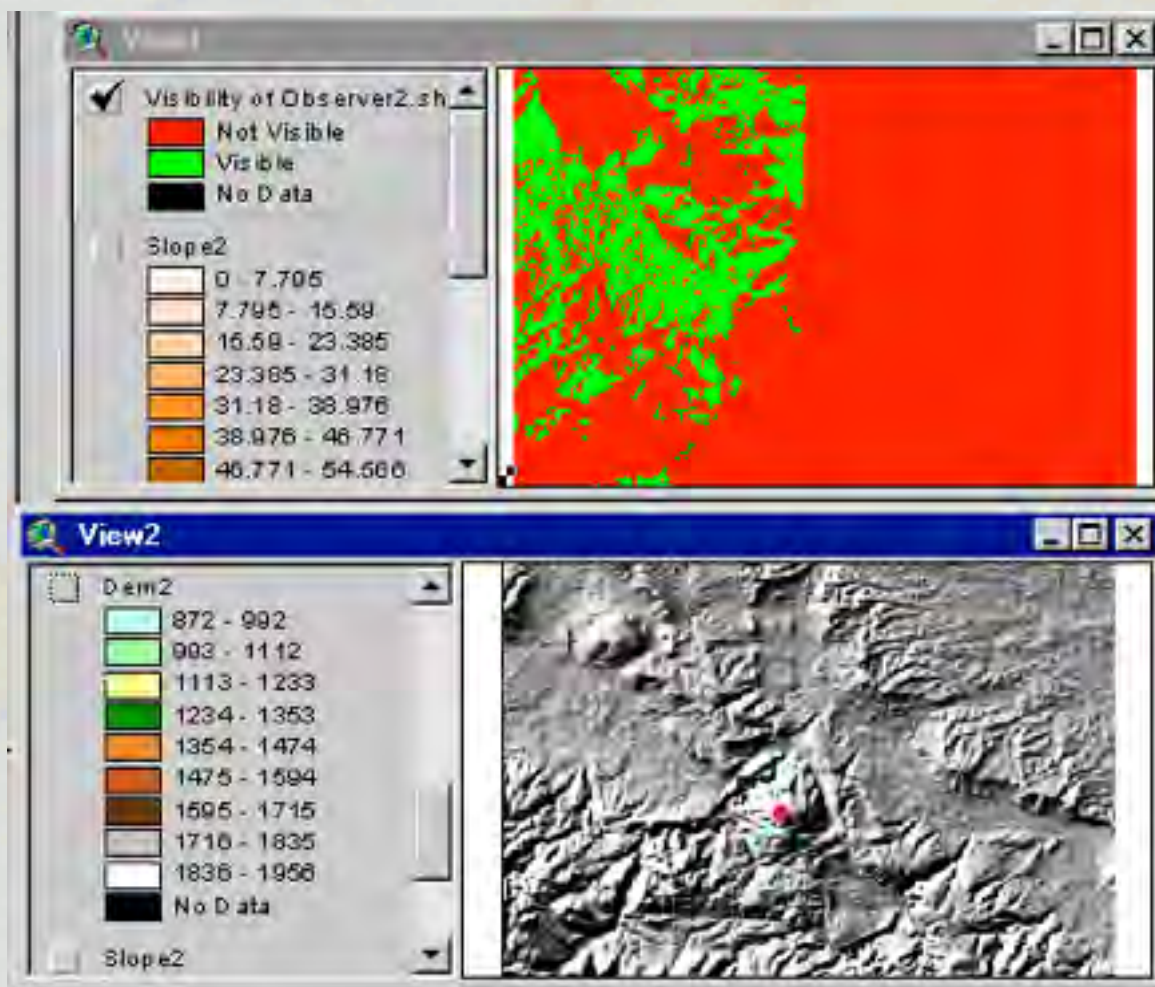 View1
Visibility of Observer2.sh
Not Visible
Visible
No Data
Slope2
0 - 7.795
7.795 - 15.59
15.59 - 23.385
23.385 - 31.18
31.18 - 38.976
38.976 - 46.771
46.771 - 54.566
View2
Dem2
872 - 992
993 - 1112
1113 - 1233
1234 - 1353
1354 - 1474
1475 - 1594
1595 - 1715
1716 - 1835
1836 - 1956
No Data
Slope2